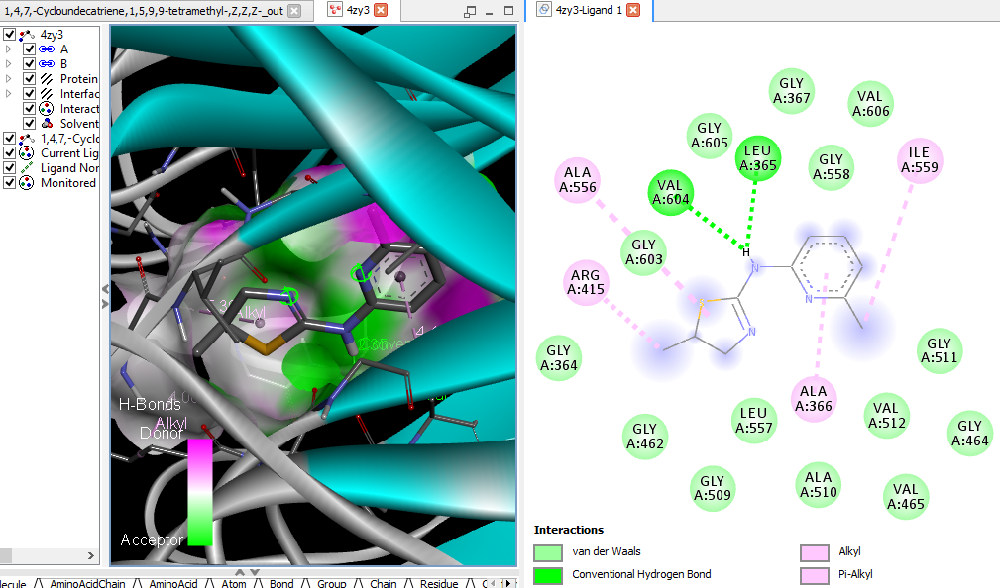 1,4,7,-Cycloundecatriene,1,5,9,9-tetramethyl-,Z,Z,Z-_out
4zy3
4zy3-Ligand 1
4zy3
A
B
Protein
Interfac
Interact
Solvent
1,4,7,-Cyclo
Current Lig
Ligand Nor
Monitored
Alkyl
H-Bonds
Alkyl
Donor
Acceptor
GLY
A:367
VAL
A:606
GLY
A:605
LEU
A:365
GLY
A:558
ILE
A:559
ALA
A:556
VAL
A:604
GLY
A:603
H
N
ARG
A:415
S
N
N
GLY
A:364
GLY
A:511
ALA
A:366
LEU
A:557
VAL
A:512
GLY
A:462
GLY
A:464
GLY
A:509
ALA
A:510
VAL
A:465
Interactions
van der Waals
Conventional Hydrogen Bond
Alkyl
Pi-Alkyl
olecule
AminoAcidChain
AminoAcid
Atom
Bond
Group
Chain
Residue